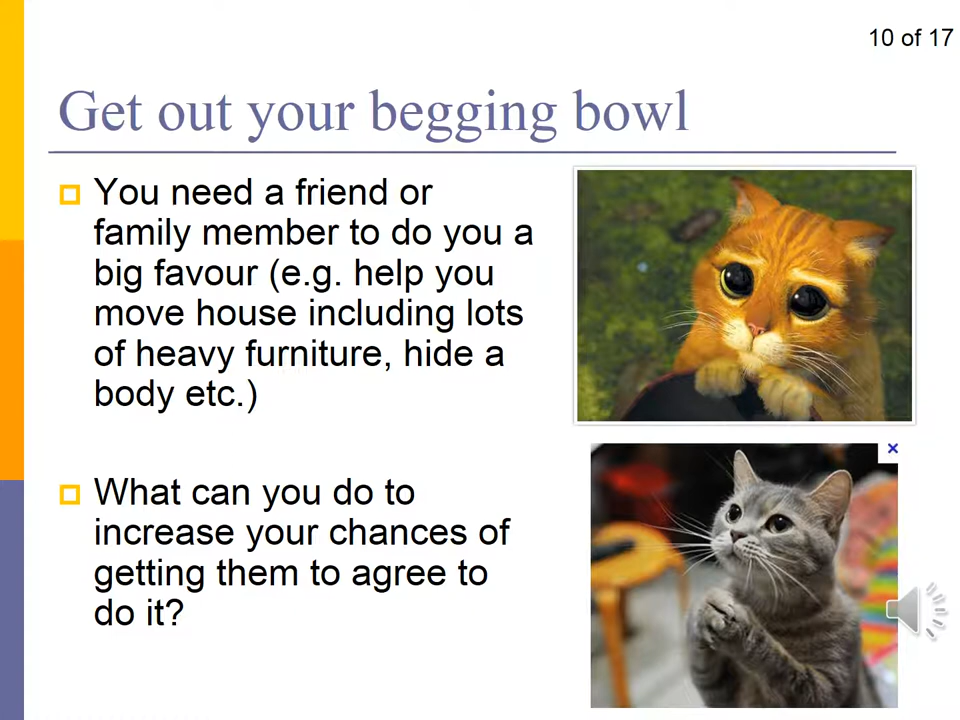 10 of 17
Get out your begging bowl
You need a friend or
family member to do you a
big favour (e.g. help you
move house including lots
of heavy furniture, hide a
body etc.)
What can you do to
increase your chances of
getting them to agree to
do it?